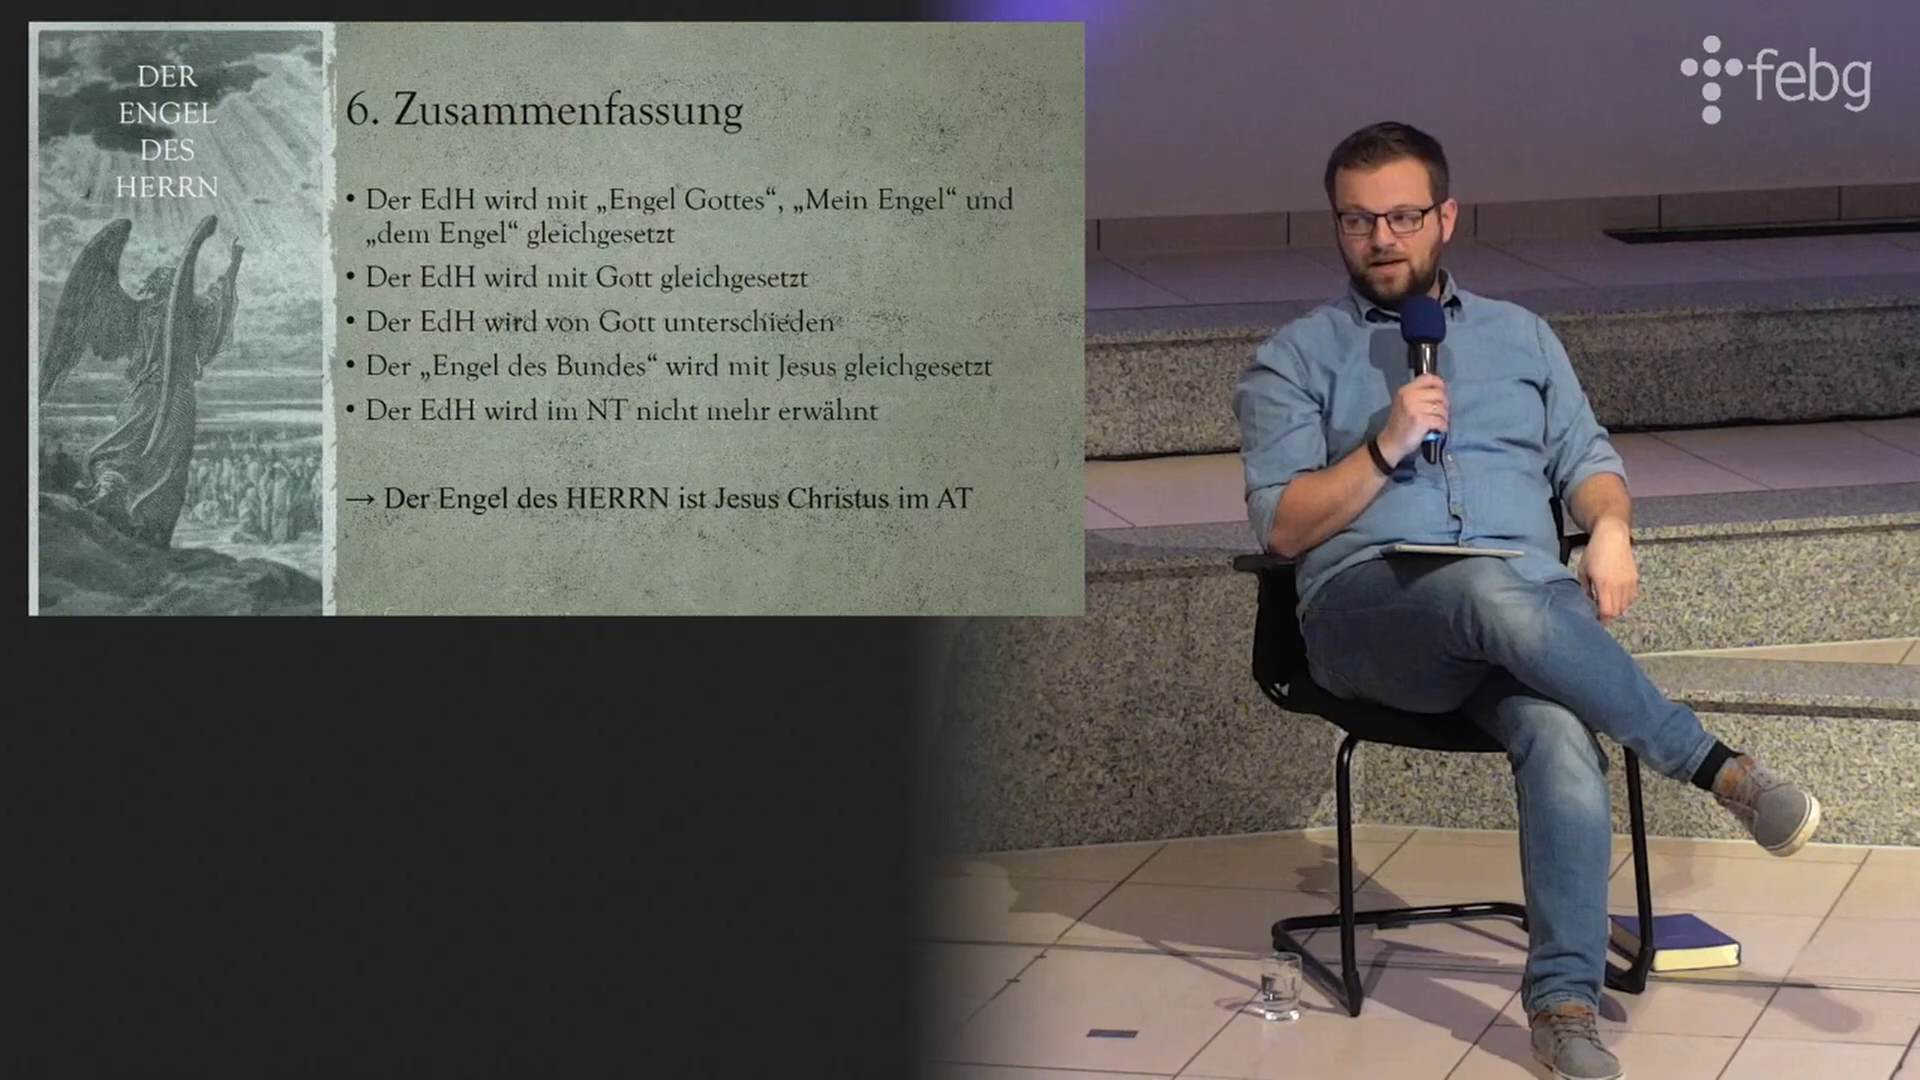 DER
ENGEL
DES
HERRN
6. Zusammenfassung
• Der EdH wird mit „Engel Gottes“, „Mein Engel“ und
„dem Engel“ gleichgesetzt
• Der EdH wird mit Gott gleichgesetzt
• Der EdH wird von Gott unterschieden
• Der „Engel des Bundes“ wird mit Jesus gleichgesetzt
• Der EdH wird im NT nicht mehr erwähnt
→ Der Engel des HERRN ist Jesus Christus im AT
febg